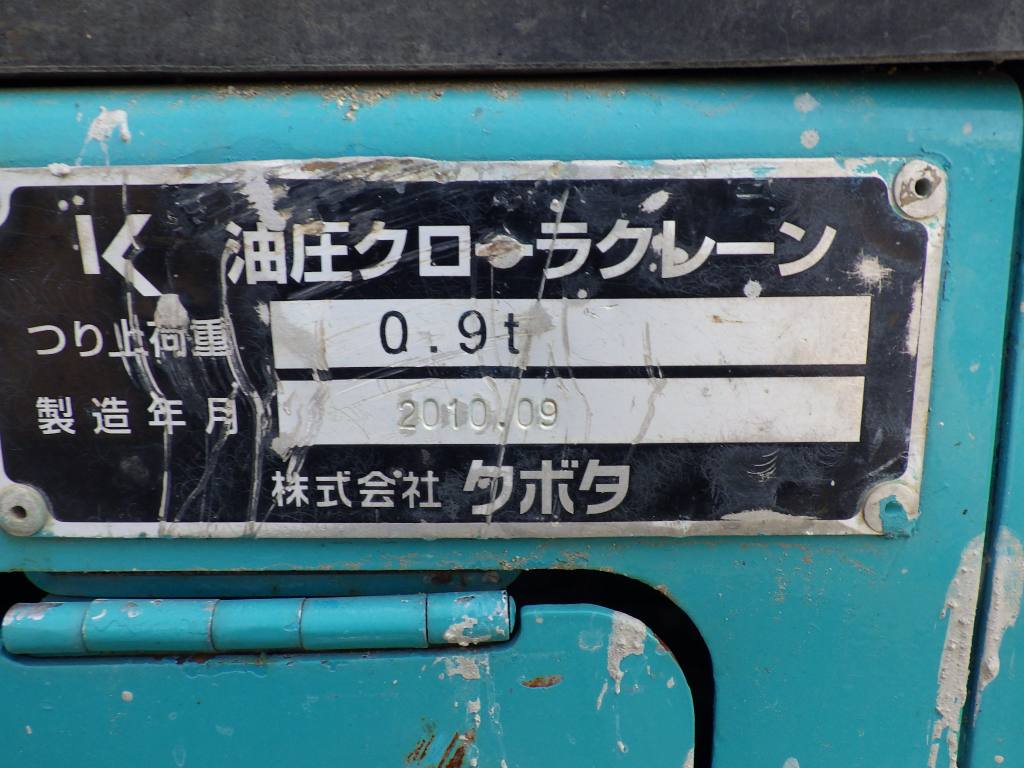 K 油圧クローラクレーン
つり上荷重 0.9t
製造年月 2010.09
株式会社 クボタ